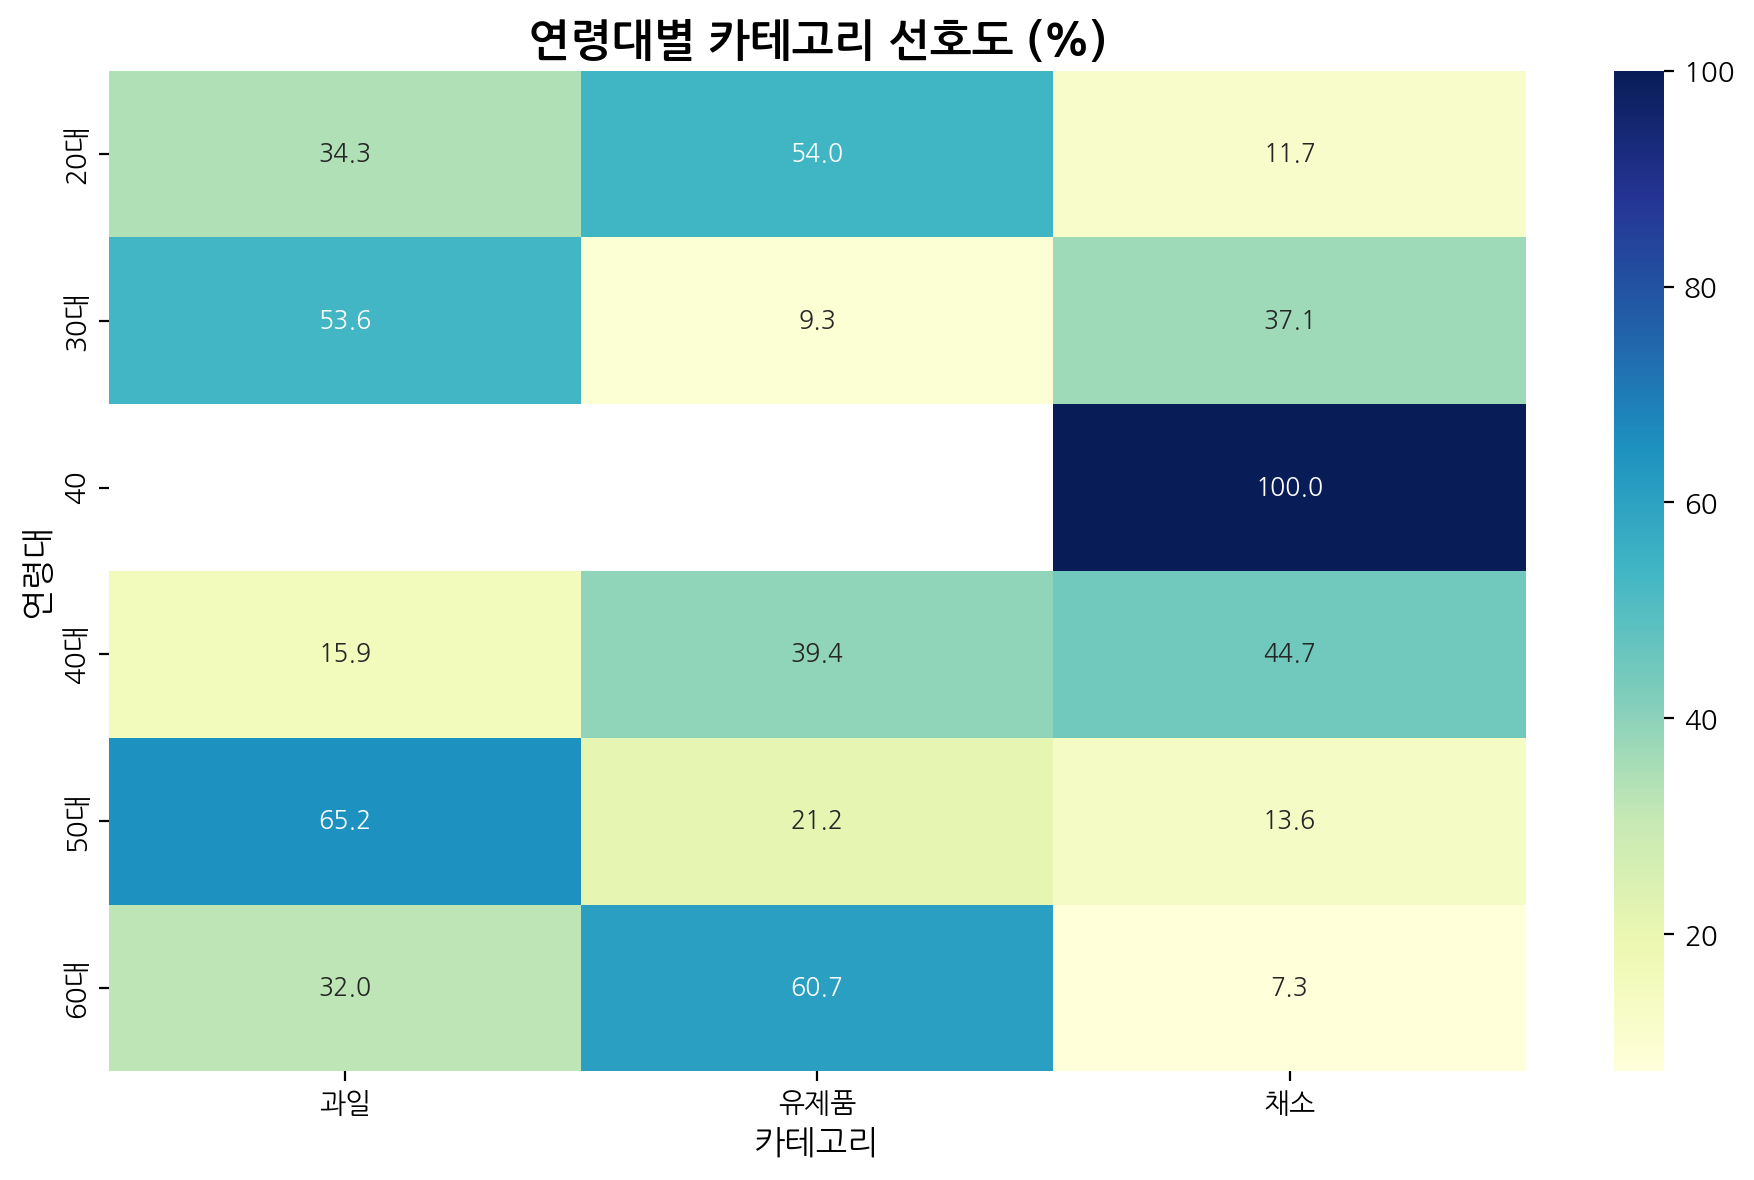 연령대별 카테고리 선호도 (%)
연령대
20대 34.3 54.0 11.7
30대 53.6 9.3 37.1
40 100.0
40대 15.9 39.4 44.7
50대 65.2 21.2 13.6
60대 32.0 60.7 7.3
과일 유제품 채소
카테고리
100
80
60
40
20